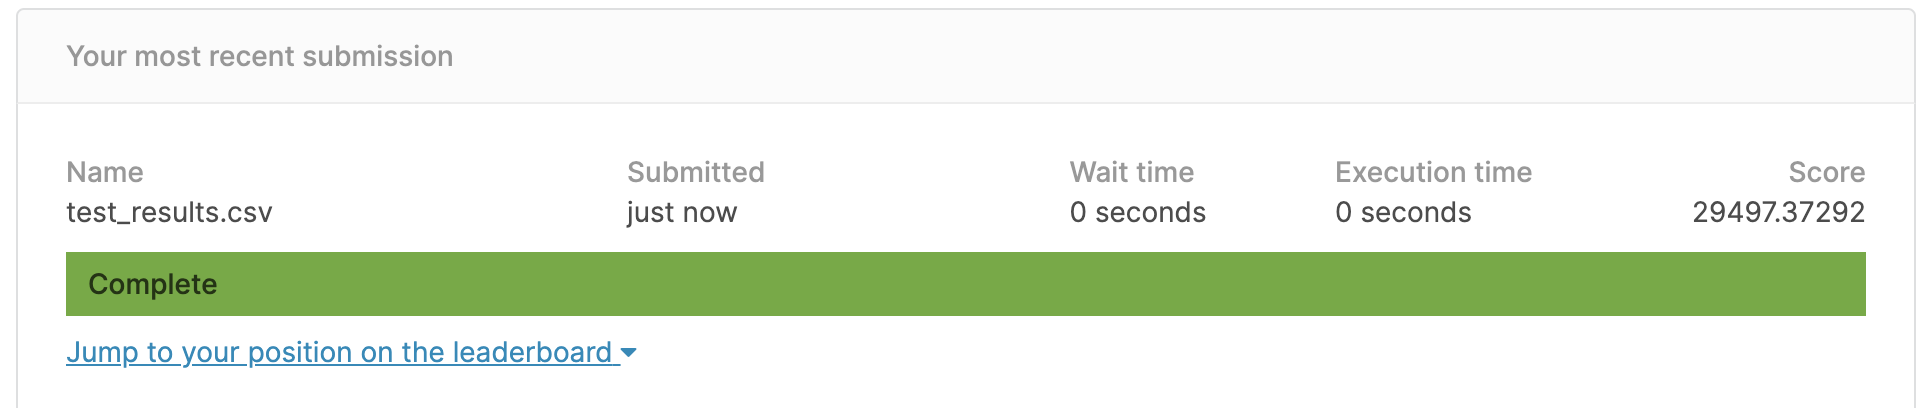 Your most recent submission
Name Submitted Wait time Execution time Score
test_results.csv just now 0 seconds 0 seconds 29497.37292
Complete
Jump to your position on the leaderboard